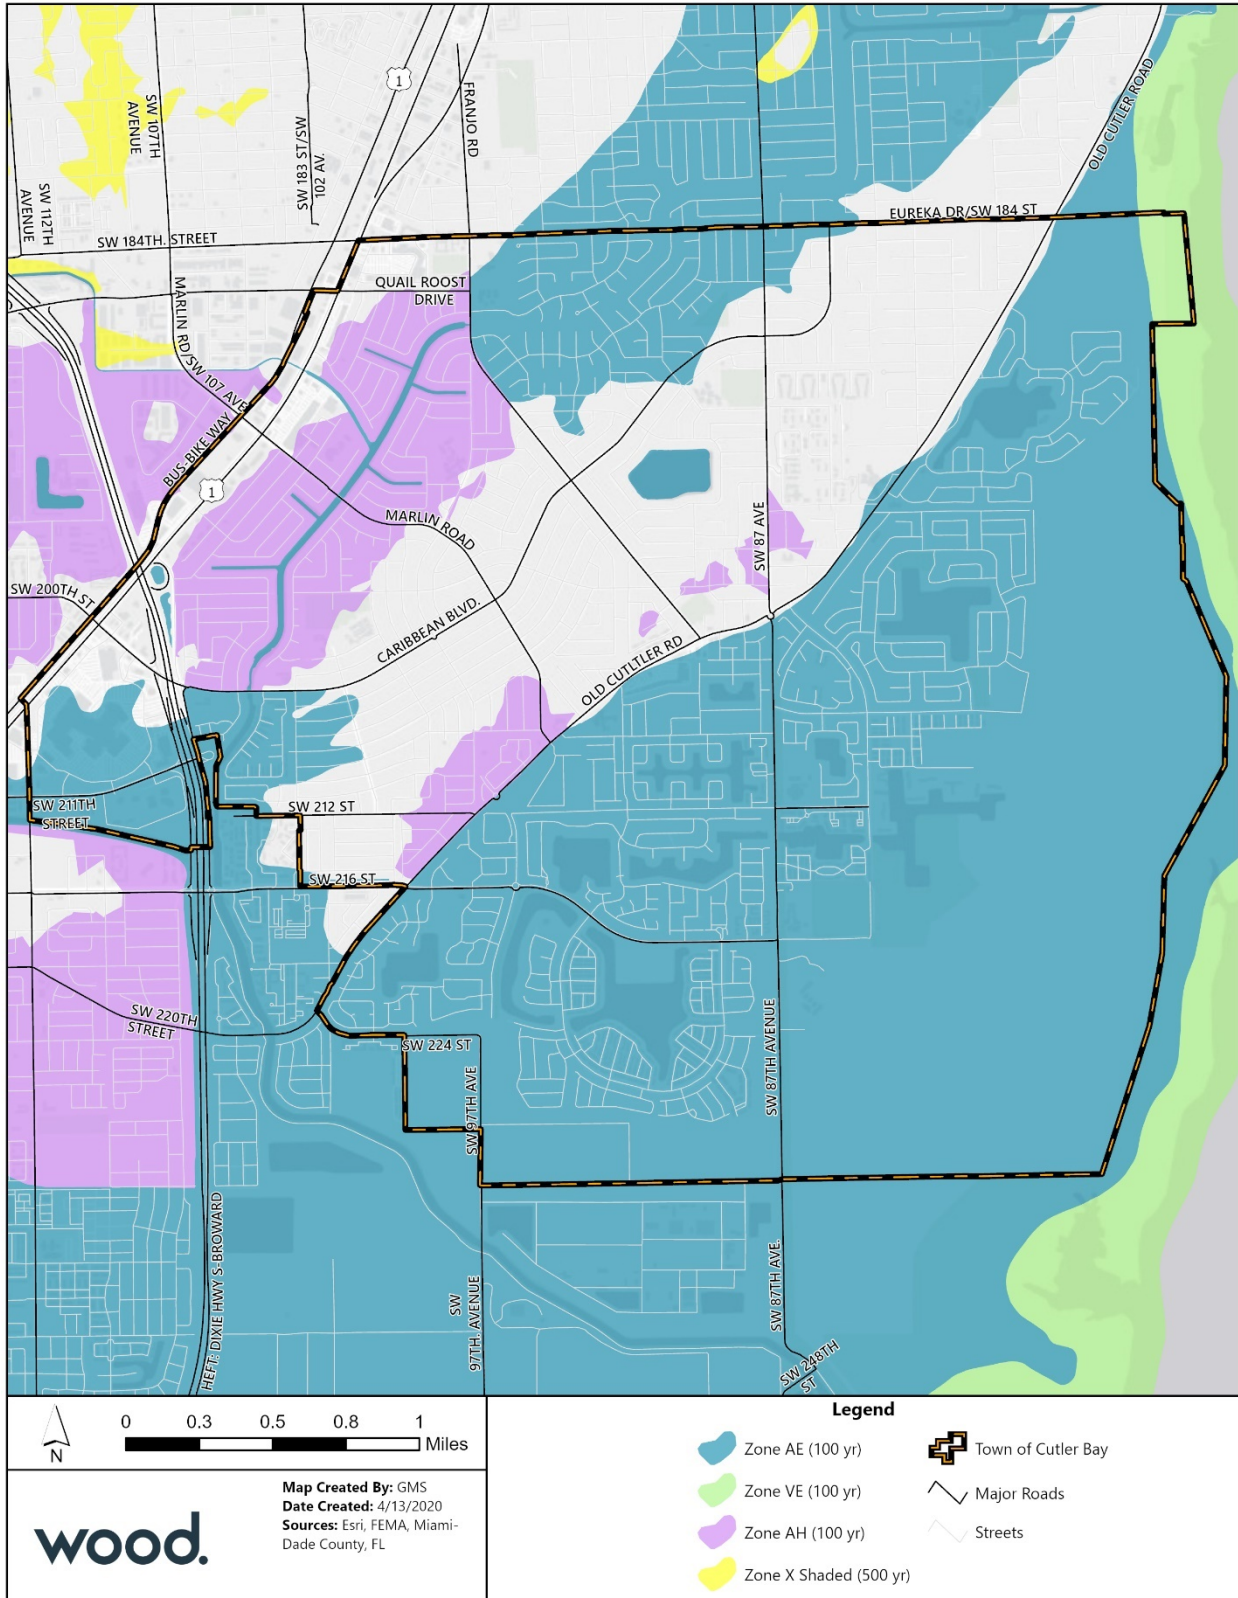 1
OLD CUTLER ROAD
FRANJO RD
SW 107TH
AVENUE
SW 183 ST/SW
102 AV.
SW 112TH
AVENUE
EUREKA DR/SW 184 ST
SW 184TH. STREET
QUAIL ROOST
DRIVE
MARLIN RD/SW 107 AVE
BUS-BIKE WAY
1
MARLIN ROAD
SW 87 AVE
SW 200TH ST
CARIBBEAN BLVD.
OLD CUTLTLER RD
SW 211TH
STREET
SW 212 ST
SW 216 ST
SW 220TH
STREET
SW 224 ST
SW 97TH AVE
SW 87TH AVENUE
HEFT: DIXIE HWY S-BROWARD
SW
97TH. AVENUE
SW 87TH AVE.
SW 248TH
ST
N
0 0.3 0.5 0.8 1
Miles
Map Created By: GMS
Date Created: 4/13/2020
Sources: Esri, FEMA, Miami-
Dade County, FL
wood.
Legend
Zone AE (100 yr)
Zone VE (100 yr)
Zone AH (100 yr)
Zone X Shaded (500 yr)
Town of Cutler Bay
Major Roads
Streets